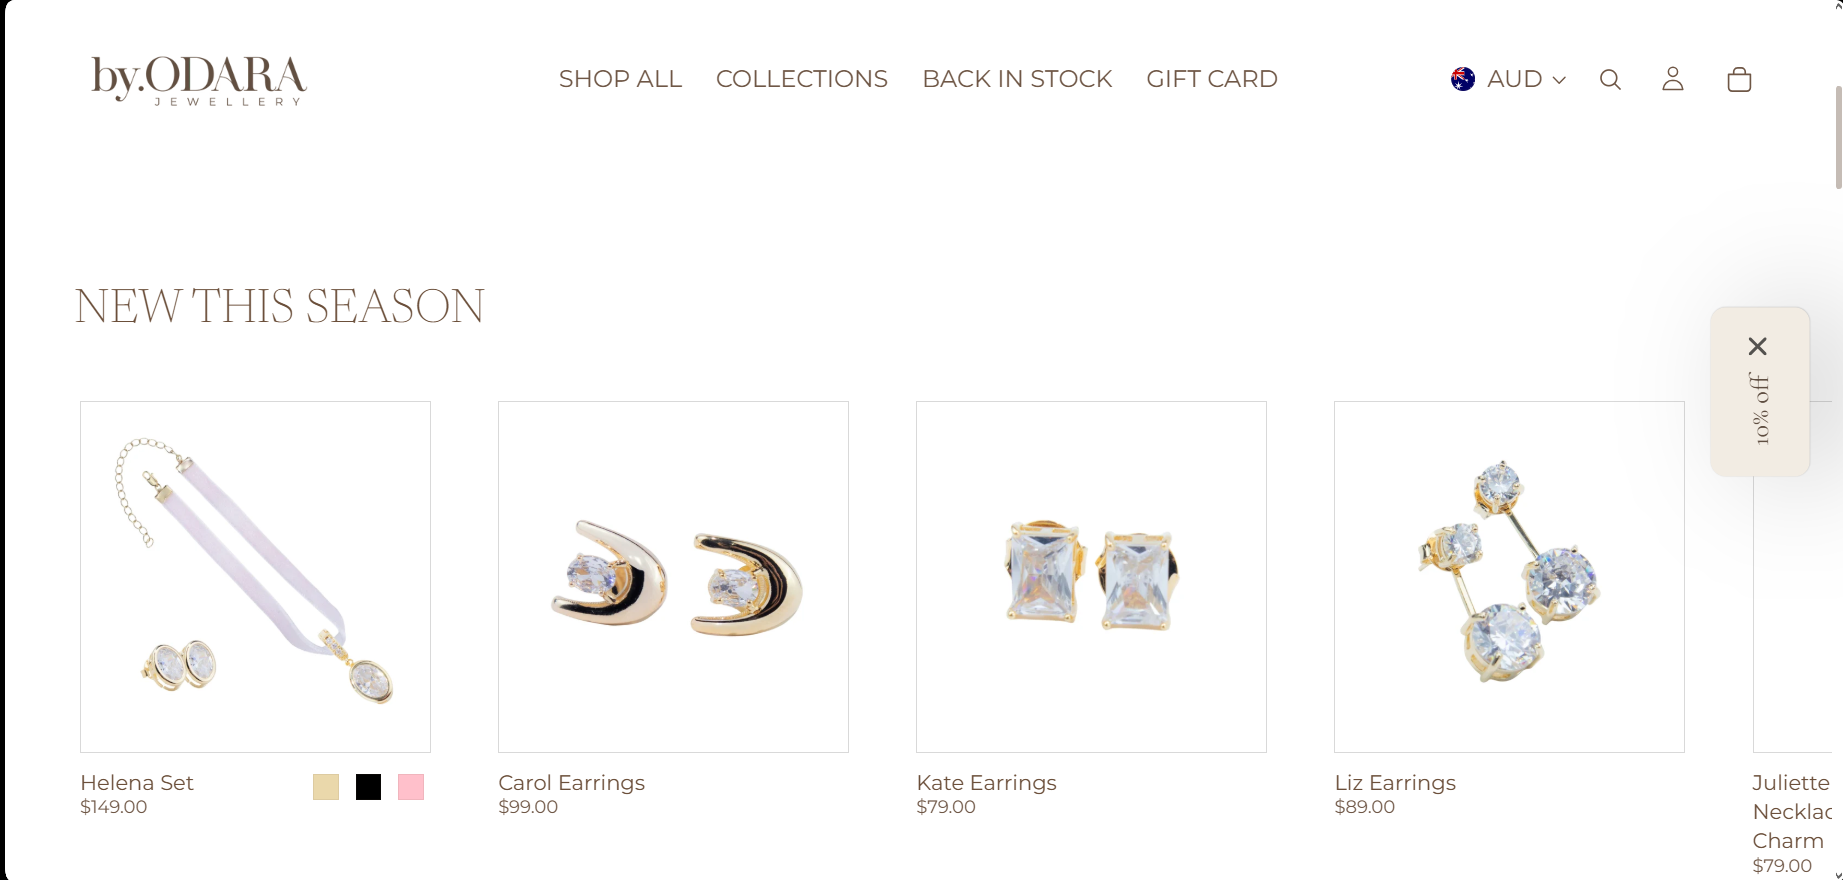 by.ODARA
JEWELLERY
SHOP ALL
COLLECTIONS
BACK IN STOCK
GIFT CARD
AUD
NEW THIS SEASON
10% off
Helena Set
$149.00
Carol Earrings
$99.00
Kate Earrings
$79.00
Liz Earrings
$89.00
Juliette
Charm
$79.00